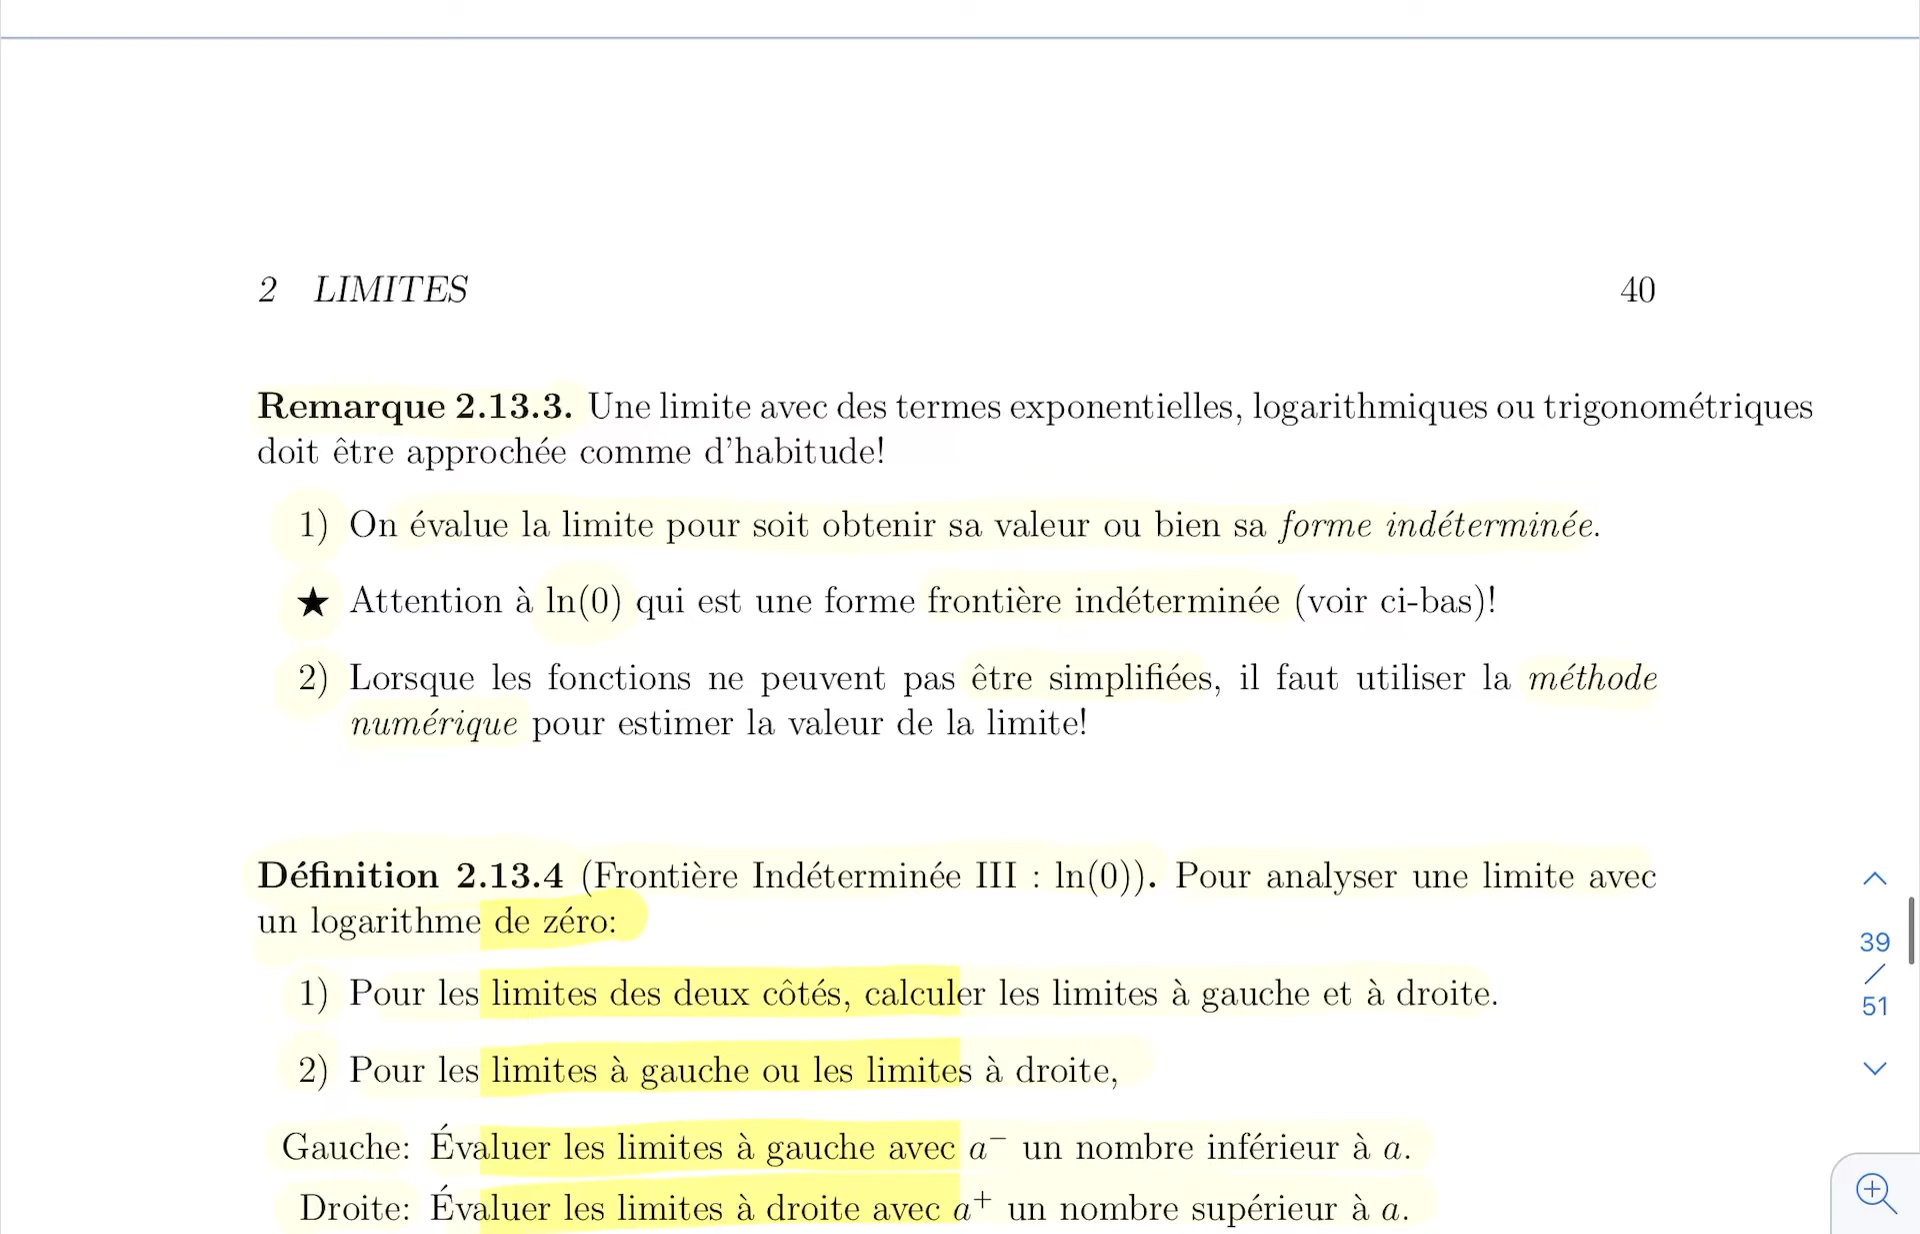 2 LIMITES 40
Remarque 2.13.3. Une limite avec des termes exponentielles, logarithmiques ou trigonométriques
doit être approchée comme d'habitude!
1) On évalue la limite pour soit obtenir sa valeur ou bien sa forme indéterminée.
★ Attention à ln(0) qui est une forme frontière indéterminée (voir ci-bas)!
2) Lorsque les fonctions ne peuvent pas être simplifiées, il faut utiliser la méthode
numérique pour estimer la valeur de la limite!
Définition 2.13.4 (Frontière Indéterminée III : ln(0)). Pour analyser une limite avec
un logarithme de zéro:
1) Pour les limites des deux côtés, calculer les limites à gauche et à droite.
2) Pour les limites à gauche ou les limites à droite,
Gauche: Évaluer les limites à gauche avec a⁻ un nombre inférieur à a.
Droite: Évaluer les limites à droite avec a⁺ un nombre supérieur à a.
39
/
51